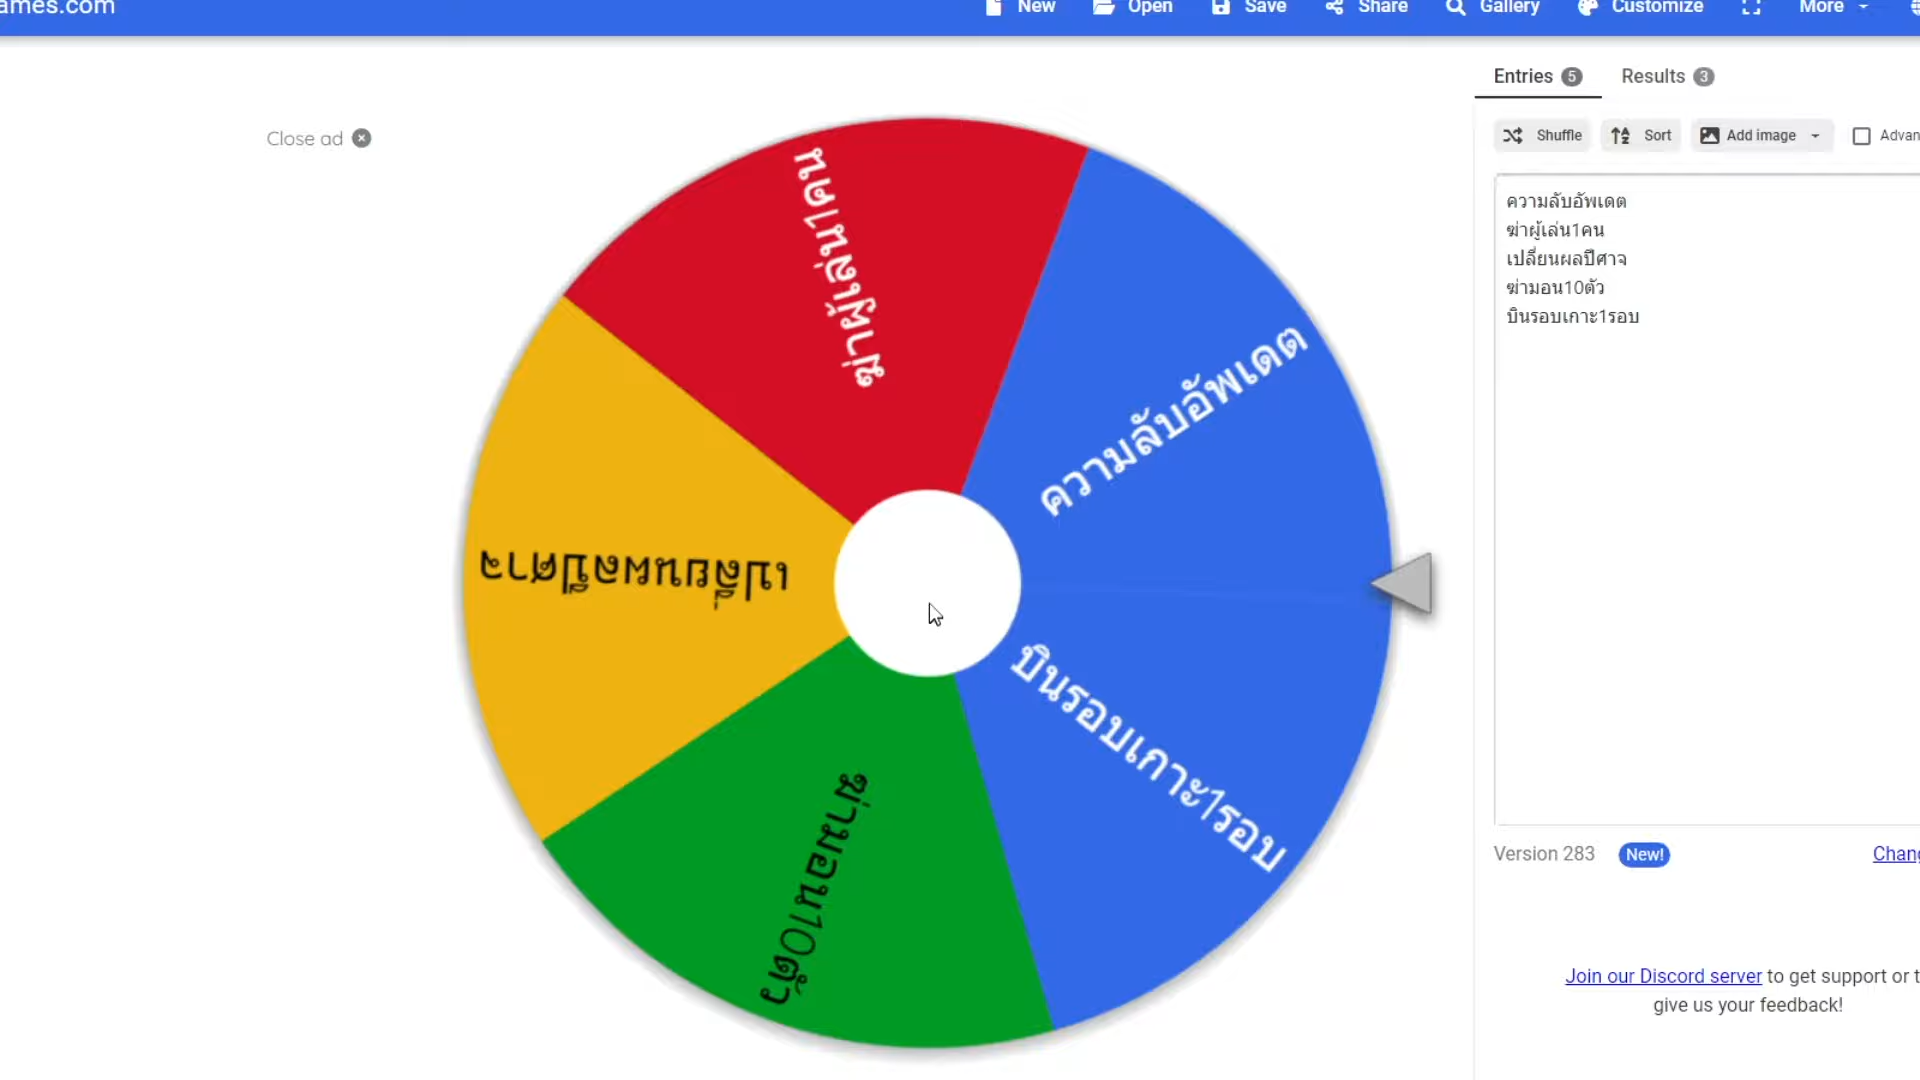 ames.com
New
Open
Save
Share
Gallery
Customize
More
Close ad
Entries 5
Results 3
Shuffle
Sort
Add image
Advan
ความลับอัพเดต
ฆ่าผู้เล่น1คน
เปลี่ยนผลปีศาจ
ฆ่ามอน10ตัว
บินรอบเกาะ1รอบ
ฆ่าผู้เล่น1คน
ความลับอัพเดต
เปลี่ยนผลปีศาจ
บินรอบเกาะ1รอบ
ฆ่ามอน10ตัว
Version 283
New!
Chang
Join our Discord server to get support or t
give us your feedback!